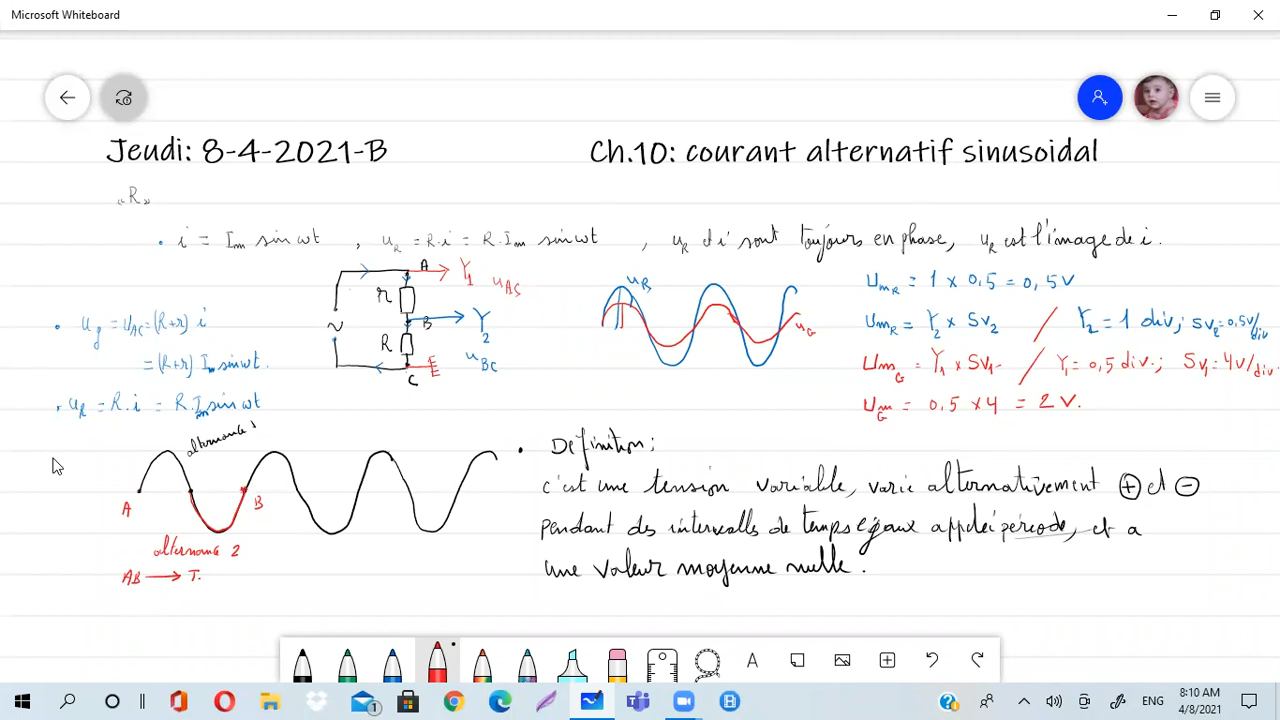 Microsoft Whiteboard
Jeudi: 8-4-2021-B
Ch.10: courant alternatif sinusoidal
«R»
• i = Im sin ωt , uR = R.i = R.Im sin ωt , uR et i sont toujours en phase, uR est l'image de i.
A
Y1 uAC
r
B
Y2
uBC
R
C
~
• ug = UAC = (R+r) i
= (R+r) Im sin ωt.
• uR = R.i = R.Im sin ωt
uR
uG
UmR = 1 x 0,5 = 0,5 V
UmR = Y2 x Sv2 / Y2 = 1 div; Sv2 = 0,5V/div
UmG = Y1 x Sv1 / Y1 = 0,5 div.; Sv1 = 4V/div
UmG = 0,5 x 4 = 2 V.
alternance 1
A
B
alternance 2
AB → T.
• Définition:
c'est une tension variable, varie alternativement + et -
pendant des intervalles de temps égaux appelé période, et a
une valeur moyenne nulle.
A
1
ENG
8:10 AM
4/8/2021